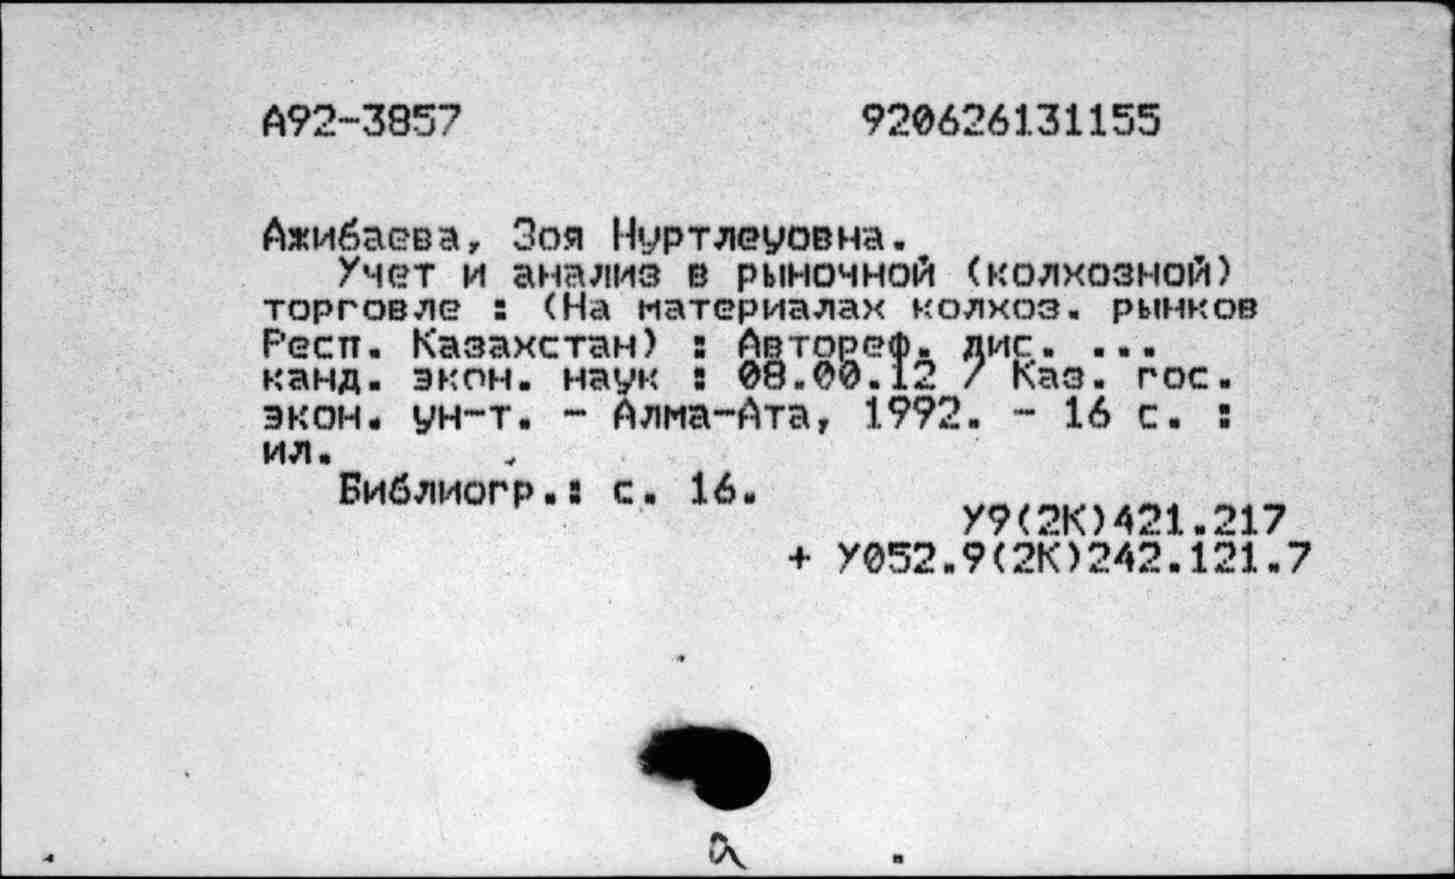 А92-3857 920626131155
Ажибаева, Зоя Нуртлеуовна.
Учет и анализ в рыночной (колхозной)
торговле : (На материалах колхоз. рынков
Респ. Казахстан) : Автореф. дис. ...
канд. экон. наук : 08.00.12 / Каз. гос.
экон. ун-т. - Алма-Ата, 1992. - 16 с. :
ил.
Библиогр.: с. 16.
У9(2К)421.217
+ У052.9(2К)242.121.7